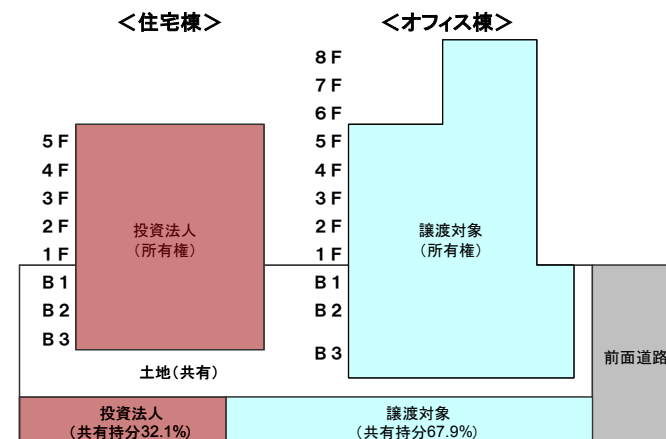 ＜住宅棟＞
＜オフィス棟＞
5F
4F
3F
2F
1F
B1
B2
B3
投資法人
（所有権）
8F
7F
6F
5F
4F
3F
2F
1F
B1
B2
B3
譲渡対象
（所有権）
前面道路
土地（共有）
投資法人
（共有持分32.1%）
譲渡対象
（共有持分67.9%）